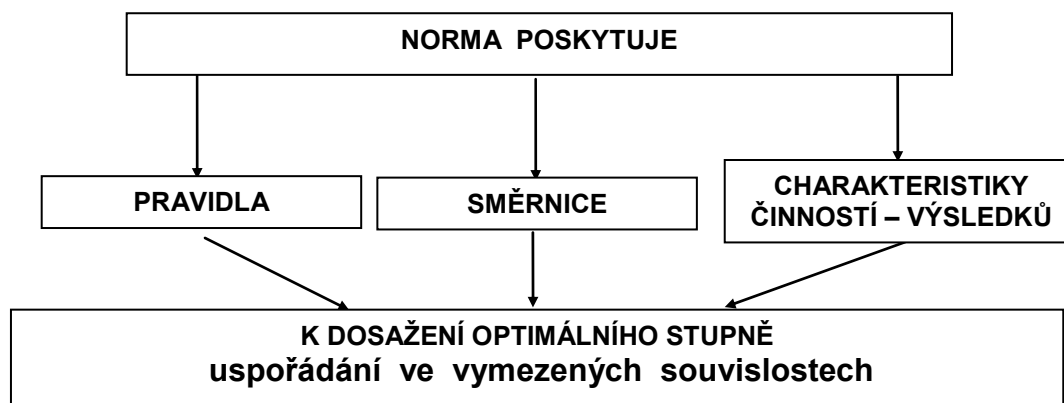 NORMA POSKYTUJE
PRAVIDLA
SMĚRNICE
CHARAKTERISTIKY
ČINNOSTÍ – VÝSLEDKŮ
K DOSAŽENÍ OPTIMÁLNÍHO STUPNĚ
uspořádání ve vymezených souvislostech